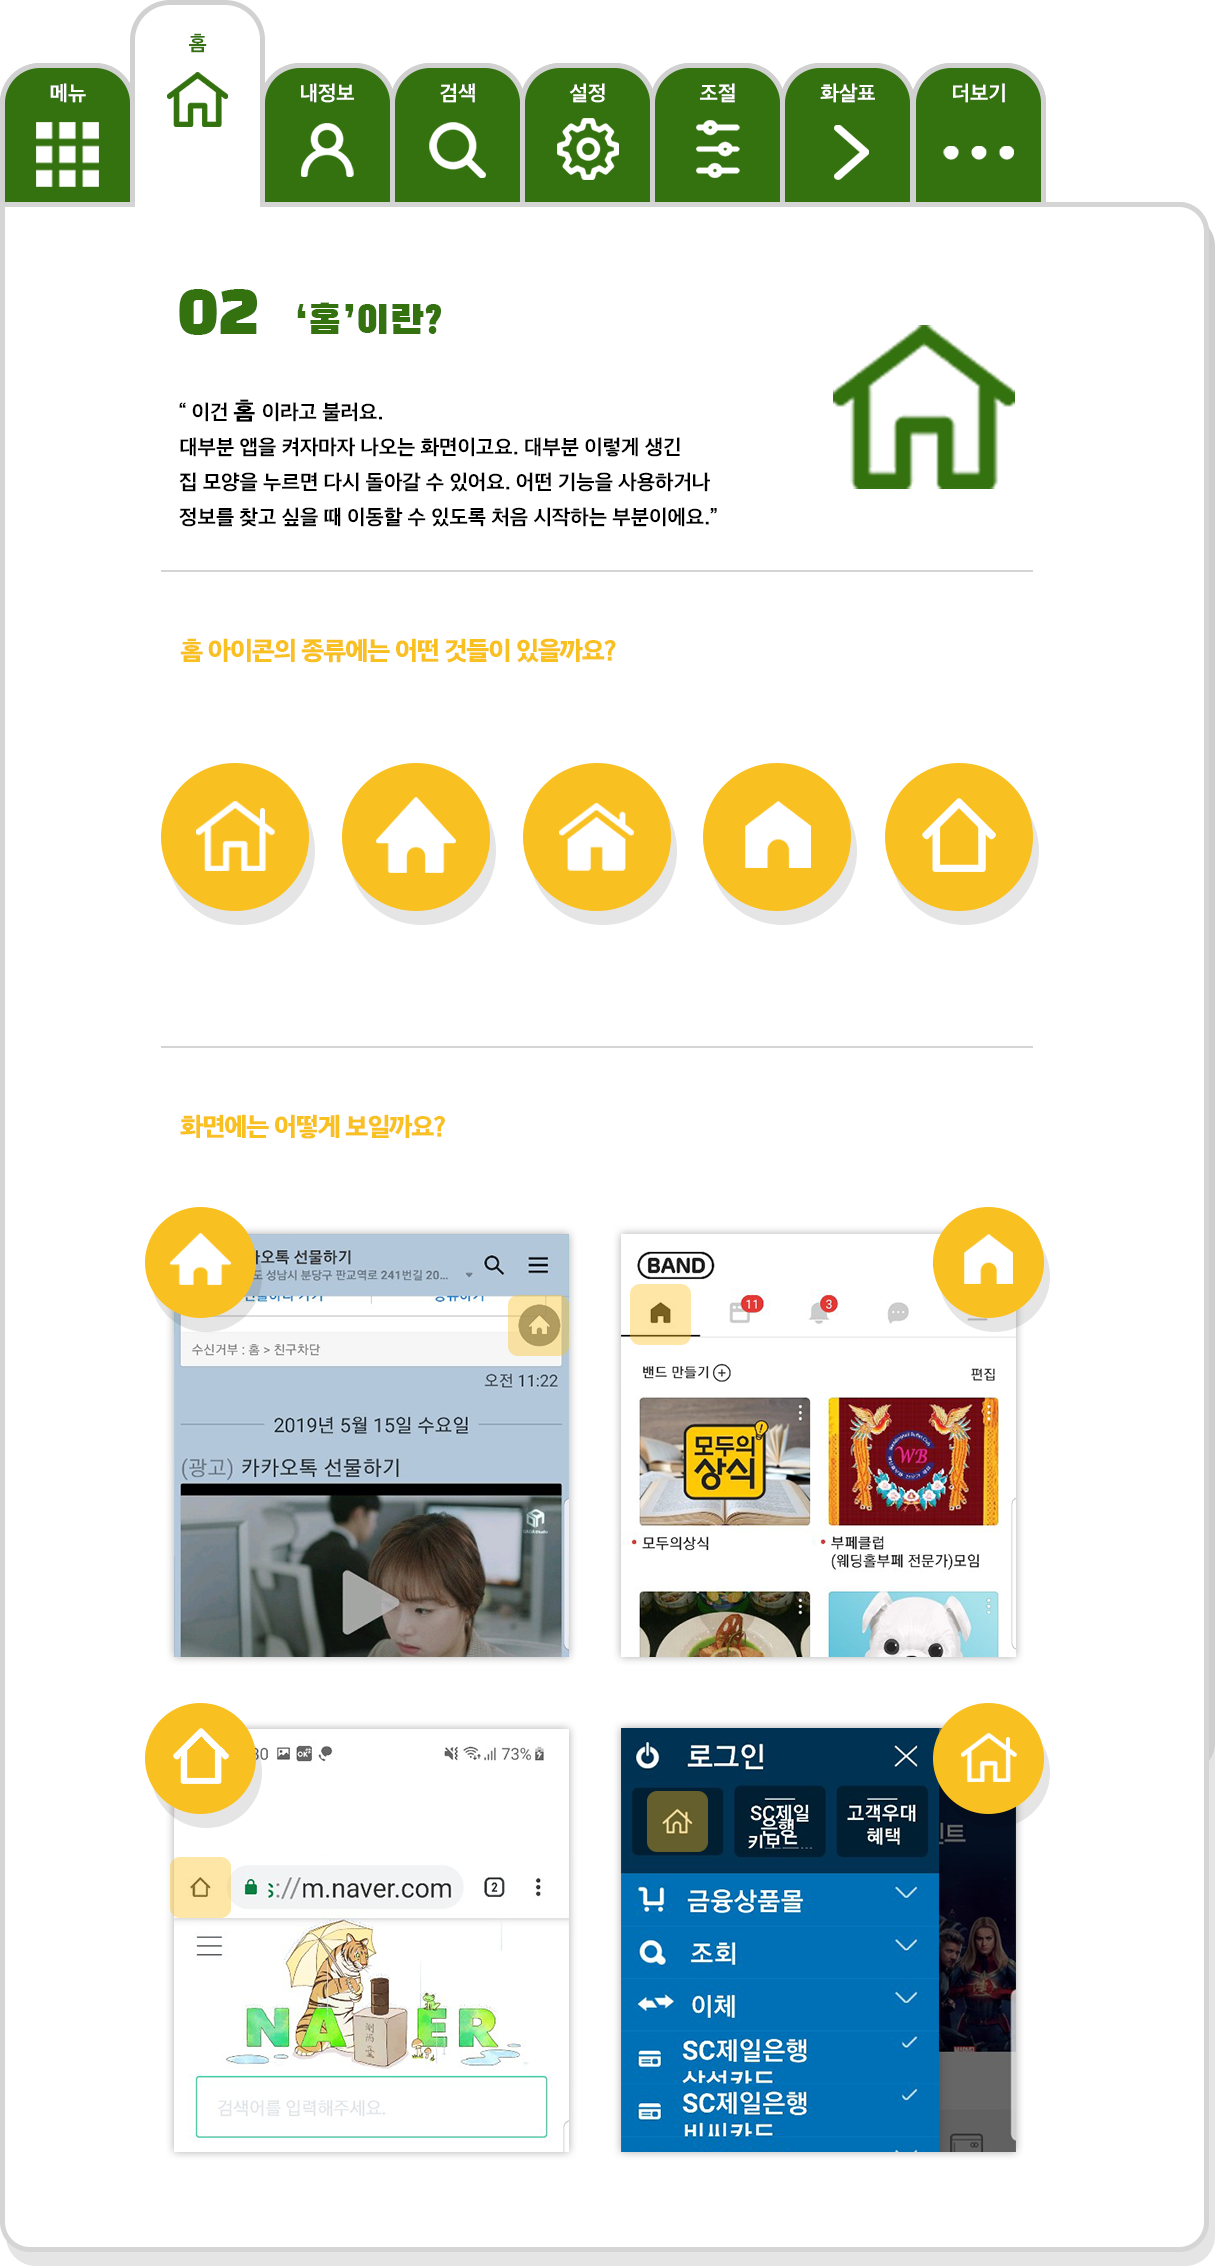 홈
메뉴
내정보
검색
설정
조절
화살표
더보기
02 ‘홈’이란?
“ 이건 홈 이라고 불러요.
대부분 앱을 켜자마자 나오는 화면이고요. 대부분 이렇게 생긴
집 모양을 누르면 다시 돌아갈 수 있어요. 어떤 기능을 사용하거나
정보를 찾고 싶을 때 이동할 수 있도록 처음 시작하는 부분이에요.”
홈 아이콘의 종류에는 어떤 것들이 있을까요?
화면에는 어떻게 보일까요?
카오톡 선물하기
도 성남시 분당구 판교역로 241번길 20...
수신거부 : 홈 > 친구차단
오전 11:22
2019년 5월 15일 수요일
(광고) 카카오톡 선물하기
BAND
11
3
밴드 만들기
편집
모두의
상식
WB
모두의상식
부페클럽
(웨딩홀부페 전문가)모임
30
OK
73%
s://m.naver.com
2
NAVER
검색어를 입력해주세요.
로그인
SC제일
은행
키보드
고객우대
혜택
인트
금융상품몰
조회
이체
SC제일은행
삼성카드
SC제일은행
비씨카드